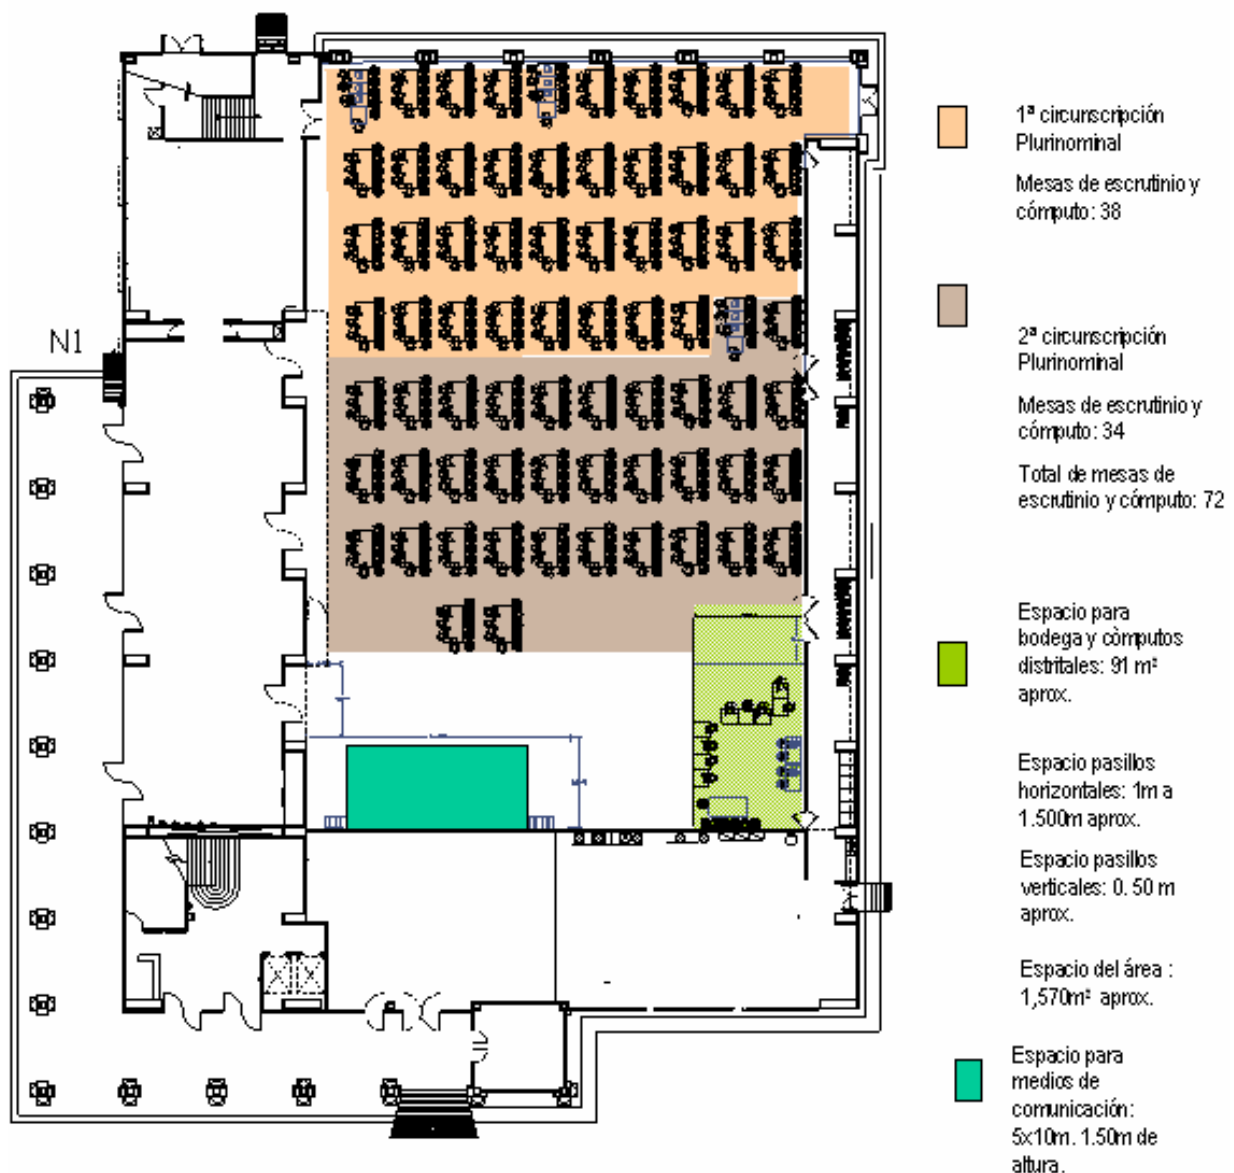 N1
1ª circunscripción
Plurinominal
Mesas de escrutinio y
cómputo: 38
2ª circunscripción
Plurinominal
Mesas de escrutinio y
cómputo: 34
Total de mesas de
escrutinio y cómputo: 72
Espacio para
bodega y còmputos
distritales: 91 m²
aprox.
Espacio pasillos
horizontales: 1m a
1.500m aprox.
Espacio pasillos
verticales: 0. 50 m
aprox.
Espacio del área :
1,570m² aprox.
Espacio para
medios de
comunicación:
5x10m. 1.50m de
altura.